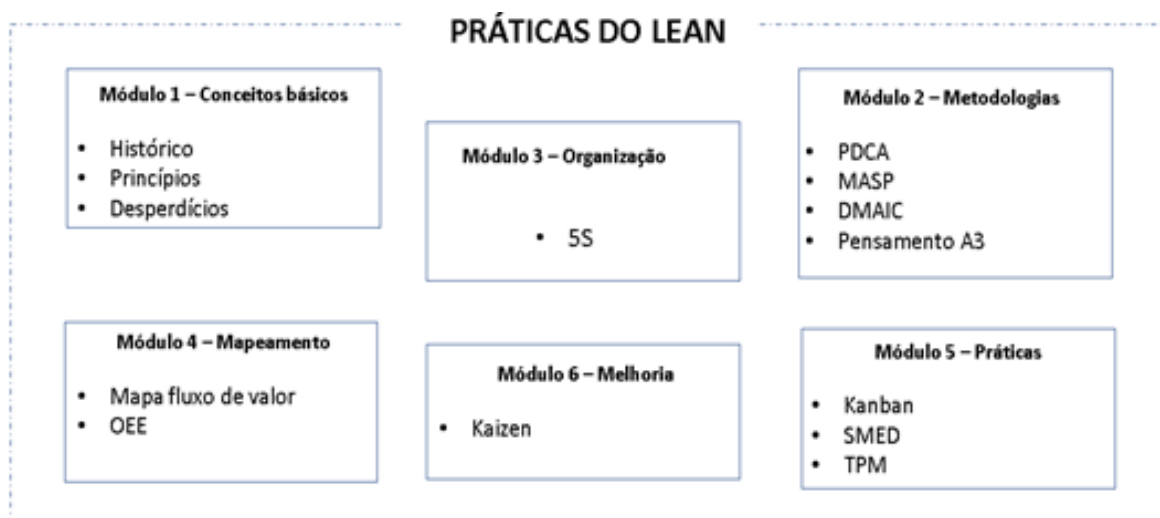 PRÁTICAS DO LEAN
Módulo 1 – Conceitos básicos
• Histórico
• Princípios
• Desperdícios
Módulo 3 – Organização
• 5S
Módulo 2 – Metodologias
• PDCA
• MASP
• DMAIC
• Pensamento A3
Módulo 4 – Mapeamento
• Mapa fluxo de valor
• OEE
Módulo 6 – Melhoria
• Kaizen
Módulo 5 – Práticas
• Kanban
• SMED
• TPM